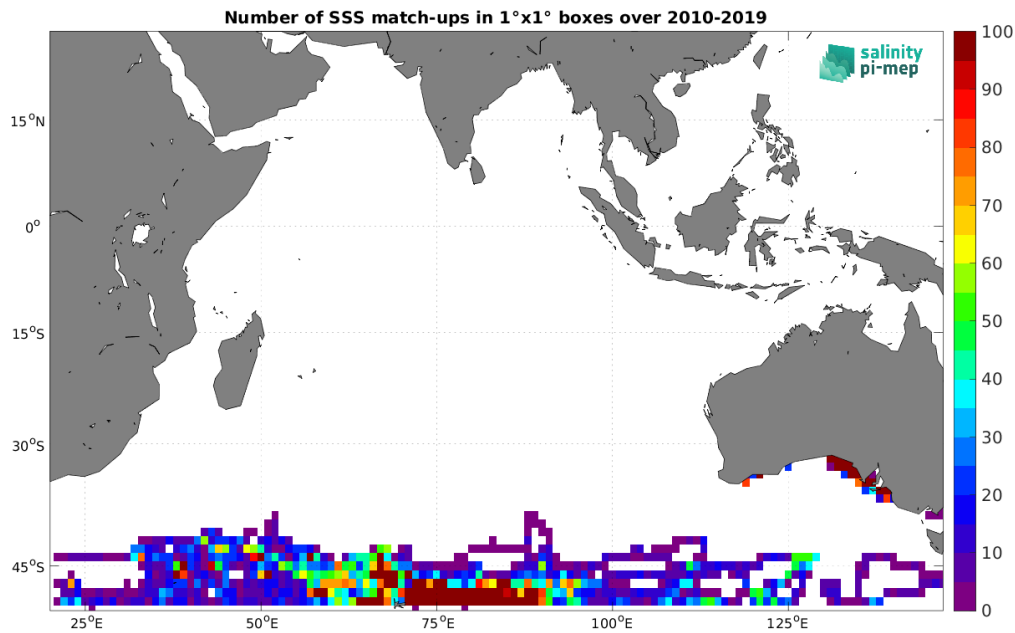 Number of SSS match-ups in 1°x1° boxes over 2010-2019
salinity
pi-mep
100
90
80
70
60
50
40
30
20
10
0
15°N
0°
15°S
30°S
45°S
25°E
50°E
75°E
100°E
125°E